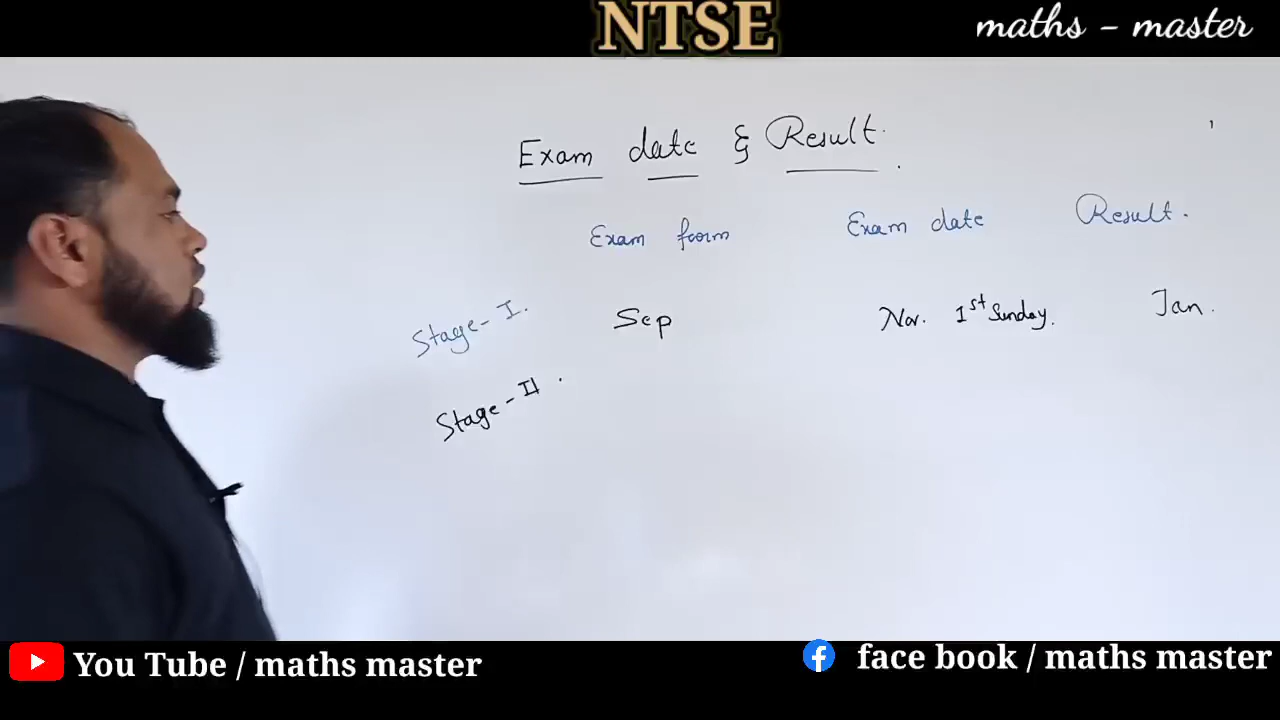 NTSE
maths - master
Exam date & Result.
Exam form Exam date Result.
Stage-I. Sep Nov. 1st Sunday. Jan.
Stage-II.
You Tube / maths master
face book / maths master